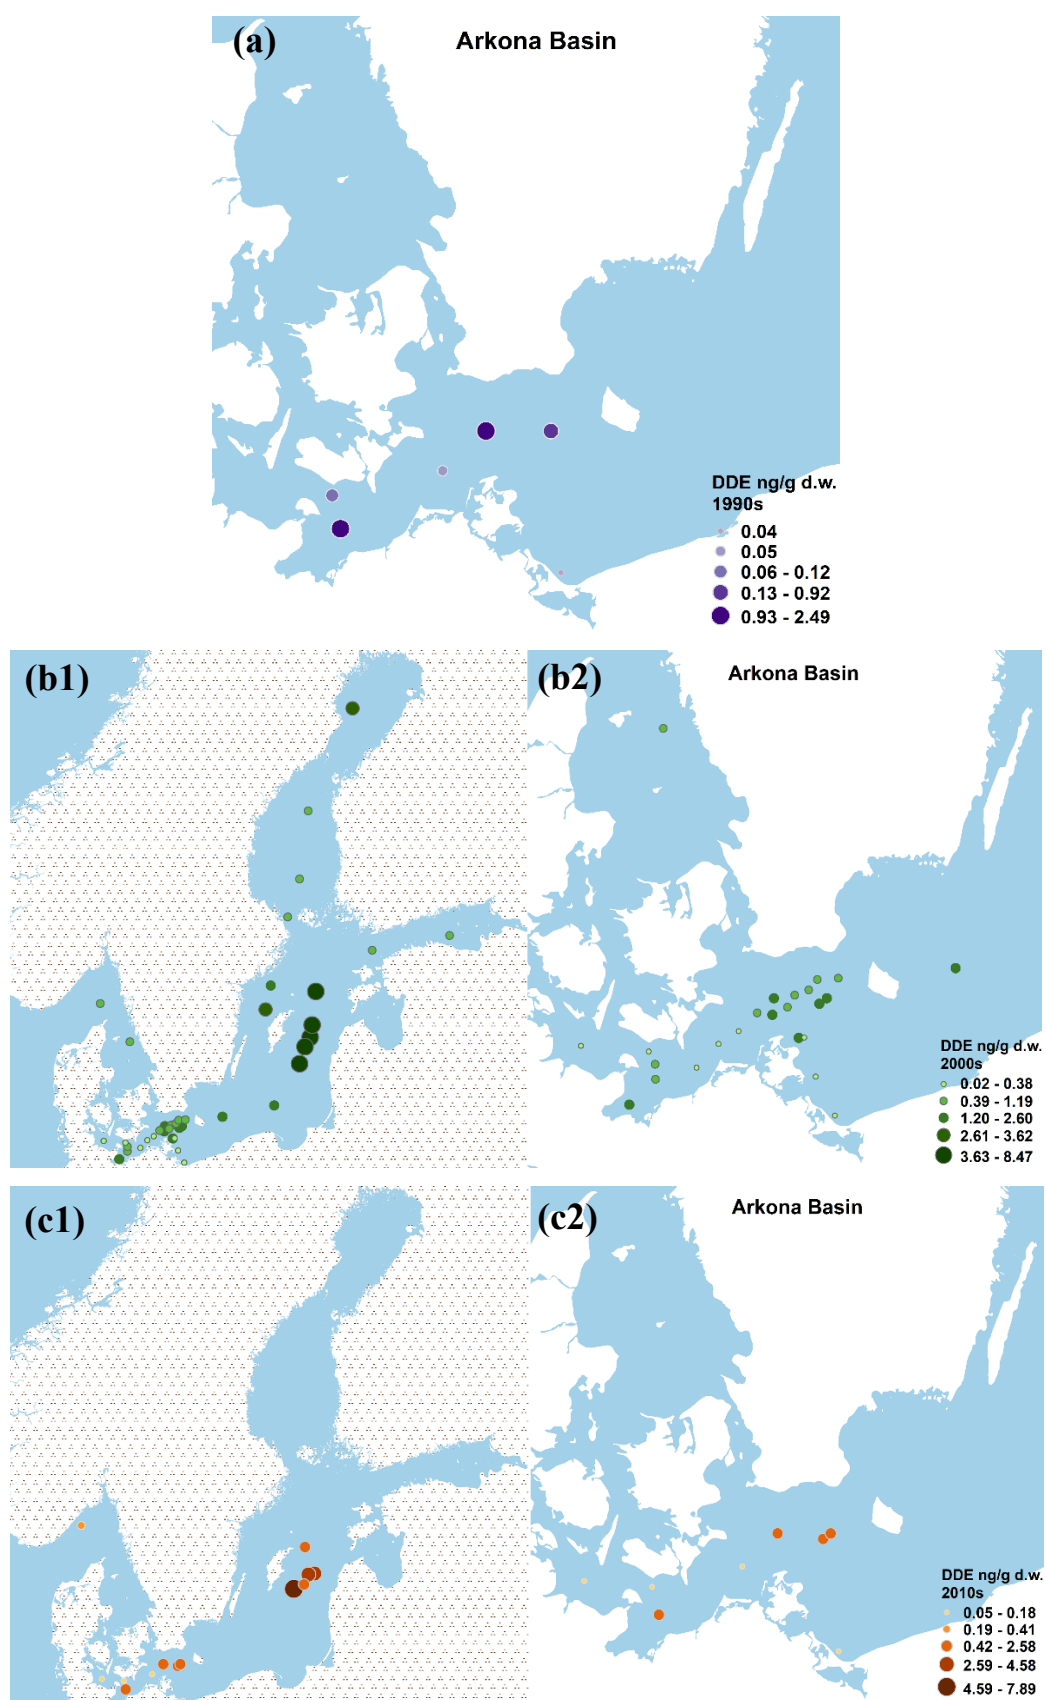 (a)
Arkona Basin
DDE ng/g d.w.
1990s
0.04
0.05
0.06 - 0.12
0.13 - 0.92
0.93 - 2.49
(b1)
(b2)
Arkona Basin
DDE ng/g d.w.
2000s
0.02 - 0.38
0.39 - 1.19
1.20 - 2.60
2.61 - 3.62
3.63 - 8.47
(c1)
(c2)
Arkona Basin
DDE ng/g d.w.
2010s
0.05 - 0.18
0.19 - 0.41
0.42 - 2.58
2.59 - 4.58
4.59 - 7.89